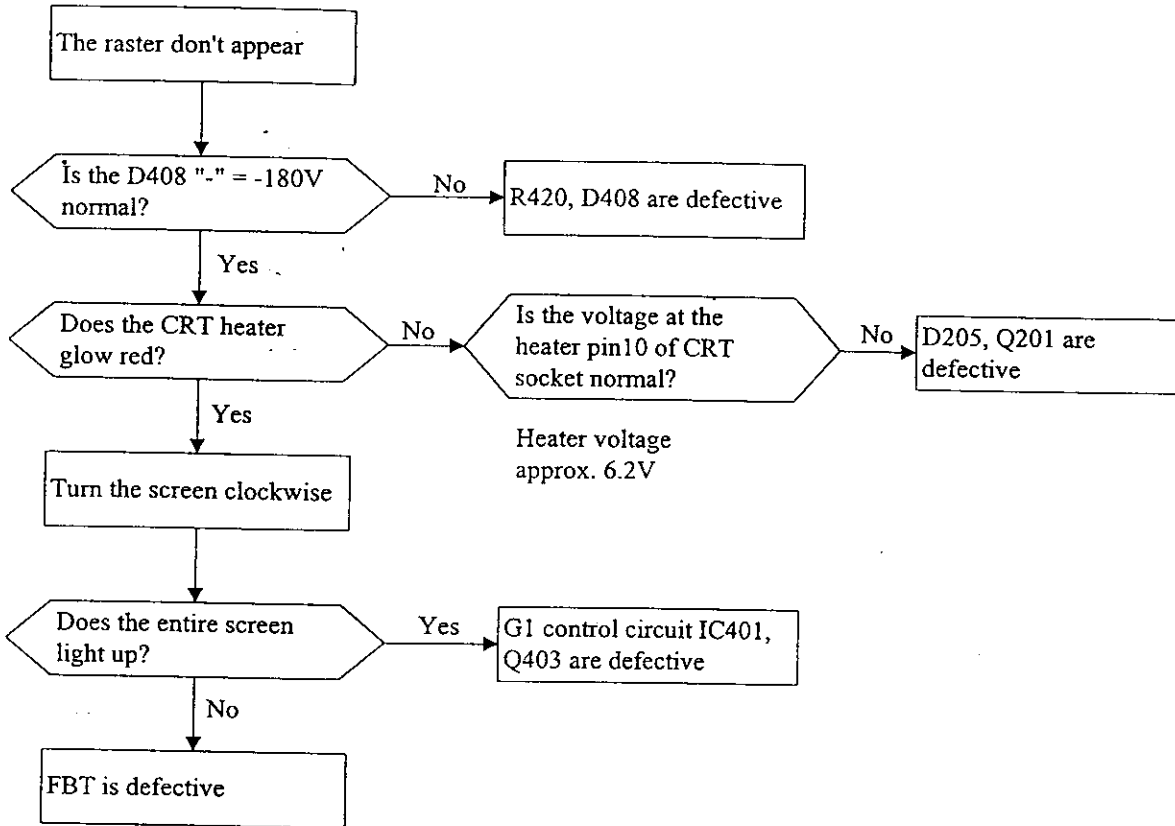 The raster don't appear
Is the D408 "-" = -180V
normal?
No
R420, D408 are defective
Yes
Does the CRT heater
glow red?
No
Is the voltage at the
heater pin10 of CRT
socket normal?
No
D205, Q201 are
defective
Heater voltage
approx. 6.2V
Yes
Turn the screen clockwise
Does the entire screen
light up?
Yes
G1 control circuit IC401,
Q403 are defective
No
FBT is defective